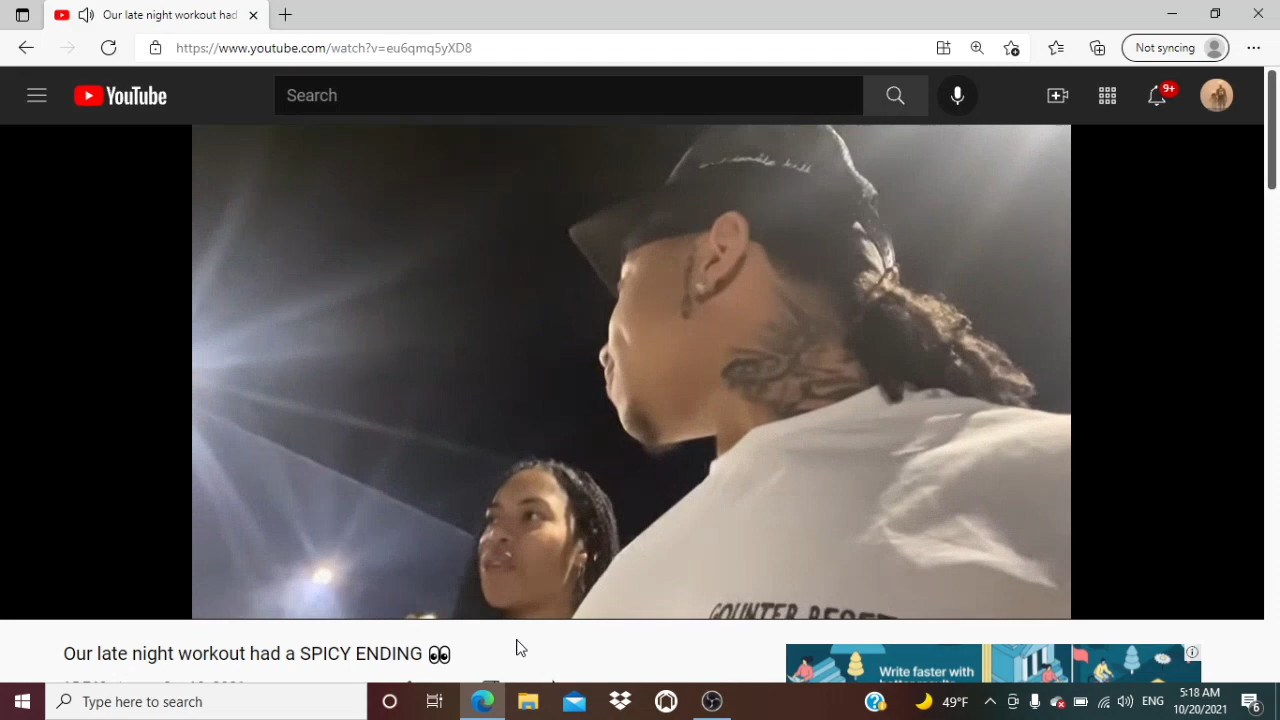 Our late night workout had
https://www.youtube.com/watch?v=eu6qmq5yXD8
Not syncing
YouTube
Search
9+
COUNTER
Our late night workout had a SPICY ENDING 👀
Write faster with
Type here to search
49°F
ENG
5:18 AM
10/20/2021
6